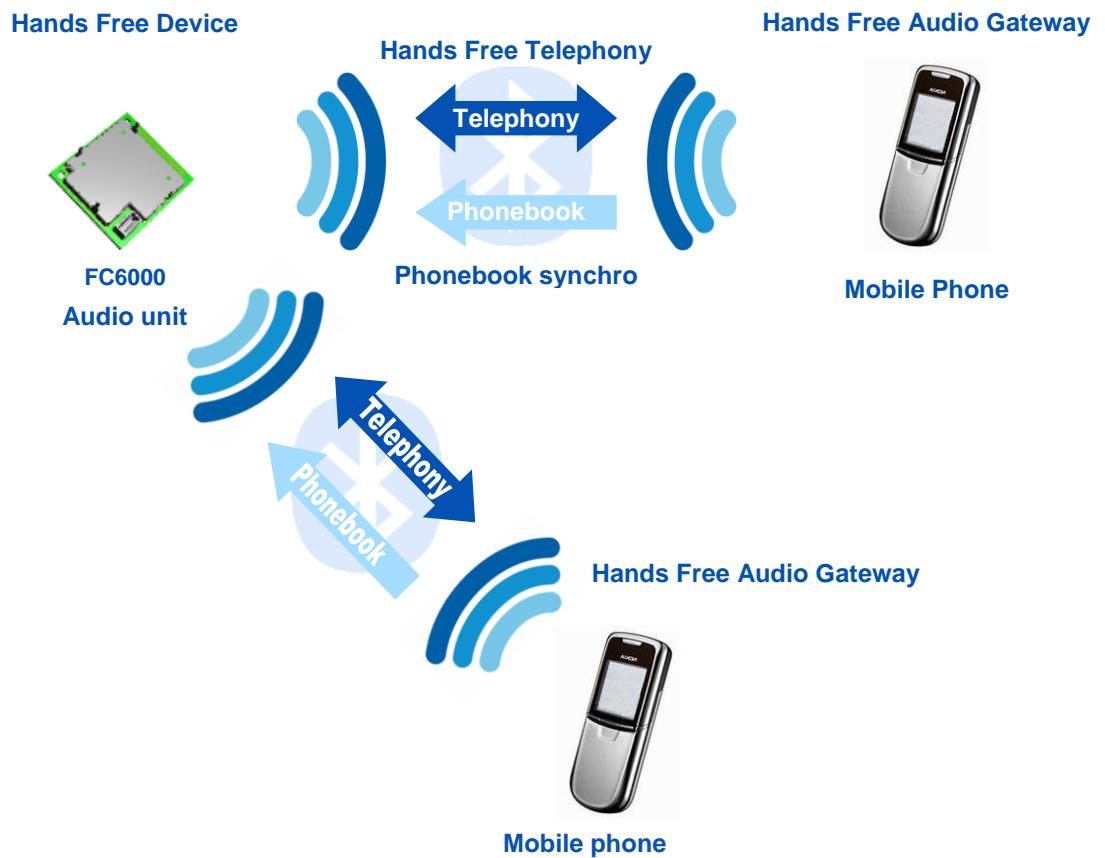 Hands Free Device
Hands Free Audio Gateway
Hands Free Telephony
Telephony
Phonebook
Phonebook synchro
FC6000
Audio unit
Mobile Phone
Telephony
Phonebook
Hands Free Audio Gateway
Mobile phone